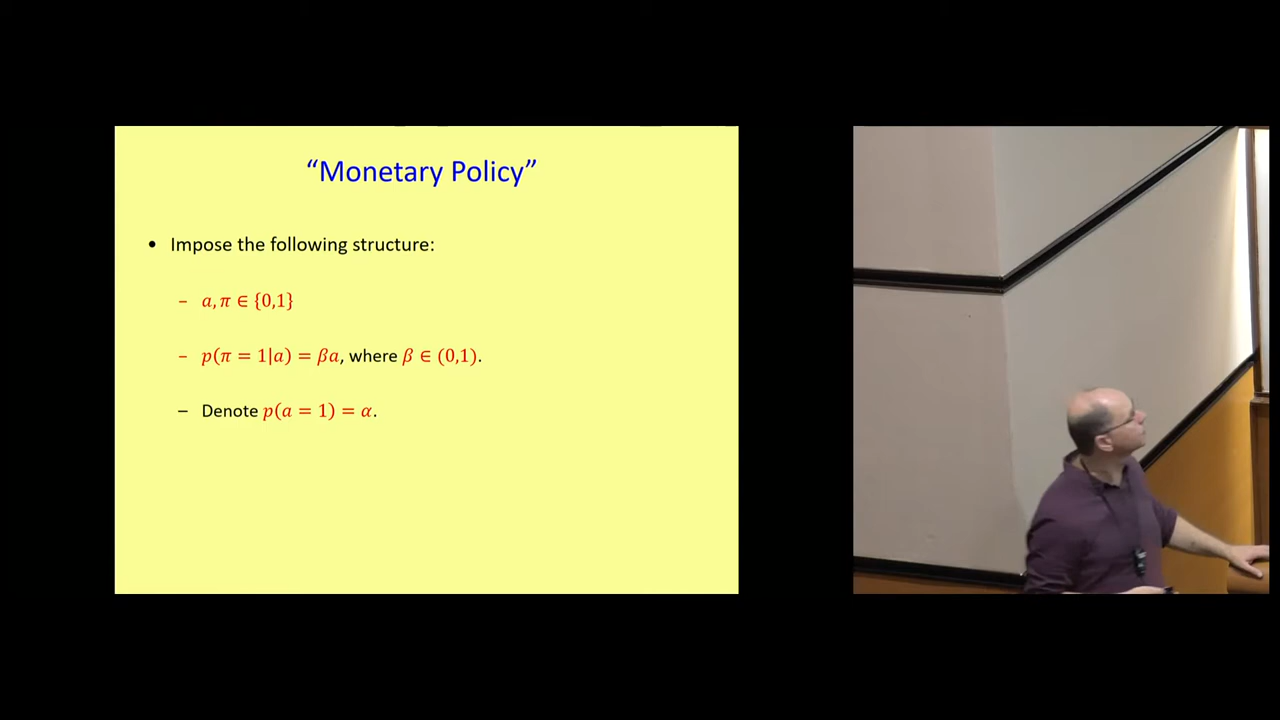 “Monetary Policy”
• Impose the following structure:
– 𝑎, 𝜋 ∈ {0,1}
– 𝑝(𝜋 = 1|𝑎) = 𝛽𝑎, where 𝛽 ∈ (0,1).
– Denote 𝑝(𝑎 = 1) = 𝛼.